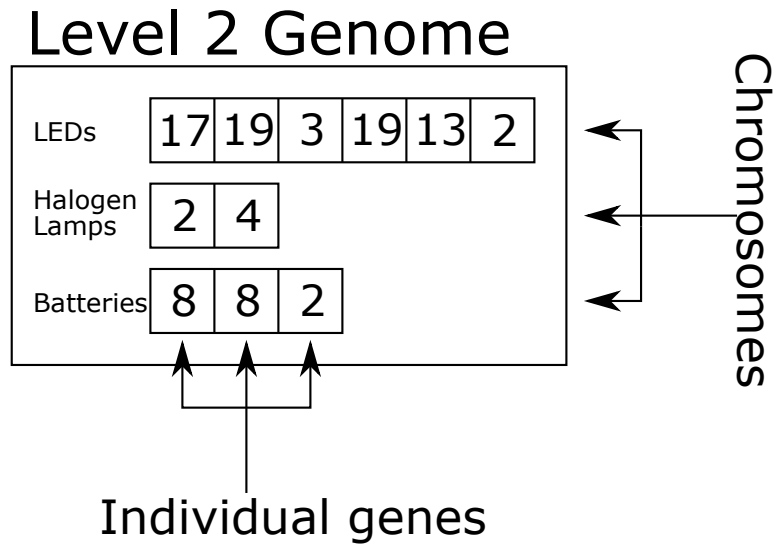 Level 2 Genome
LEDs 17 19 3 19 13 2
Halogen
Lamps 2 4
Batteries 8 8 2
Chromosomes
Individual genes